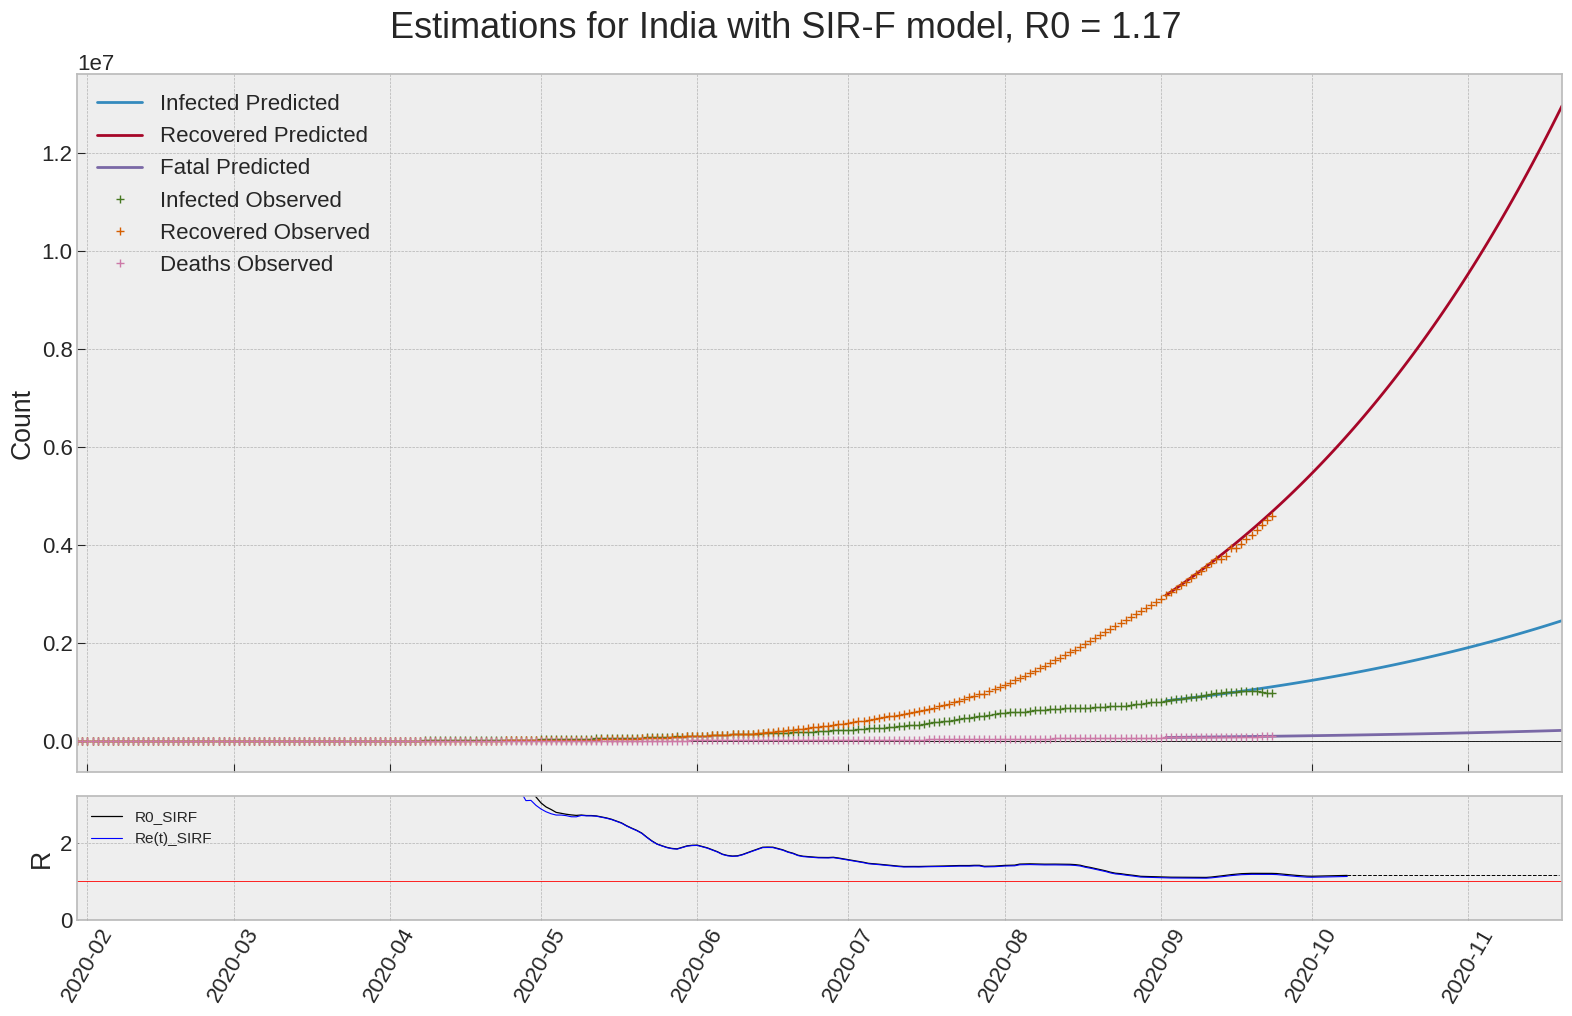 Estimations for India with SIR-F model, R0 = 1.17
1e7
Infected Predicted
Recovered Predicted
Fatal Predicted
Infected Observed
Recovered Observed
Deaths Observed
1.2
1.0
0.8
0.6
0.4
0.2
0.0
Count
R0_SIRF
Re(t)_SIRF
2
0
R
2020-02
2020-03
2020-04
2020-05
2020-06
2020-07
2020-08
2020-09
2020-10
2020-11